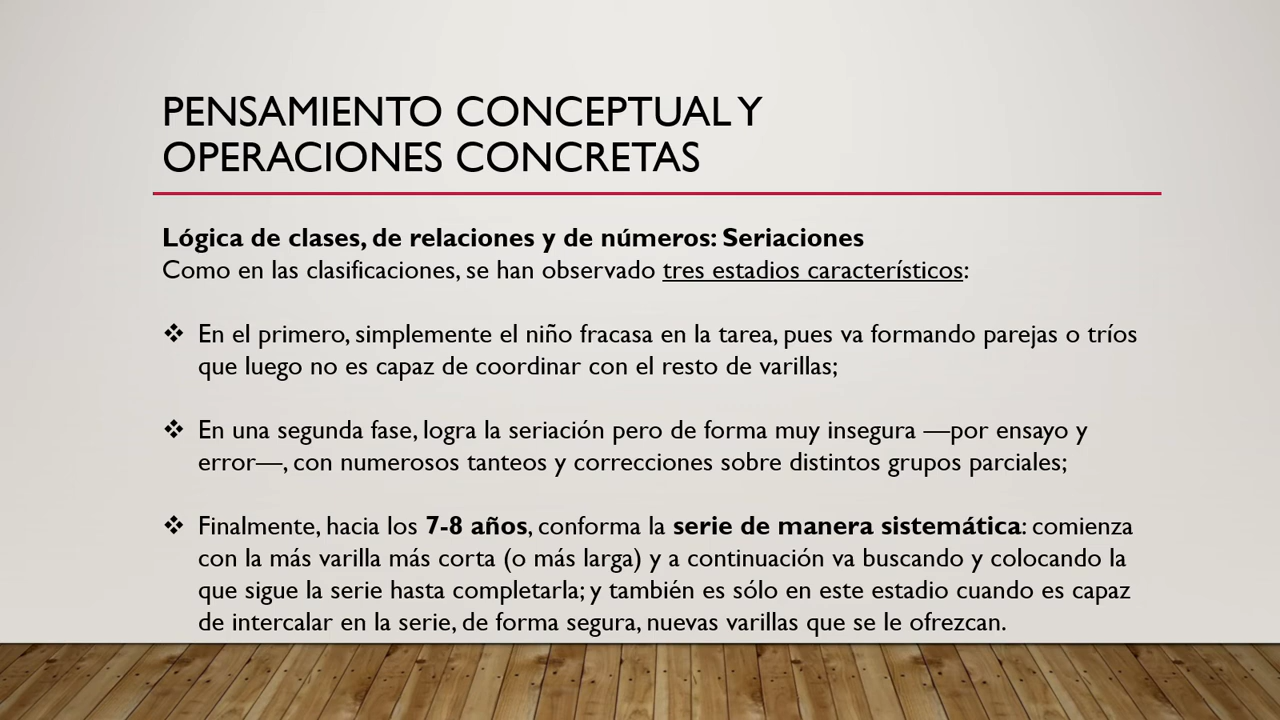 PENSAMIENTO CONCEPTUAL Y
OPERACIONES CONCRETAS
Lógica de clases, de relaciones y de números: Seriaciones
Como en las clasificaciones, se han observado tres estadios característicos:
❖ En el primero, simplemente el niño fracasa en la tarea, pues va formando parejas o tríos
que luego no es capaz de coordinar con el resto de varillas;
❖ En una segunda fase, logra la seriación pero de forma muy insegura —por ensayo y
error—, con numerosos tanteos y correcciones sobre distintos grupos parciales;
❖ Finalmente, hacia los 7-8 años, conforma la serie de manera sistemática: comienza
con la más varilla más corta (o más larga) y a continuación va buscando y colocando la
que sigue la serie hasta completarla; y también es sólo en este estadio cuando es capaz
de intercalar en la serie, de forma segura, nuevas varillas que se le ofrezcan.